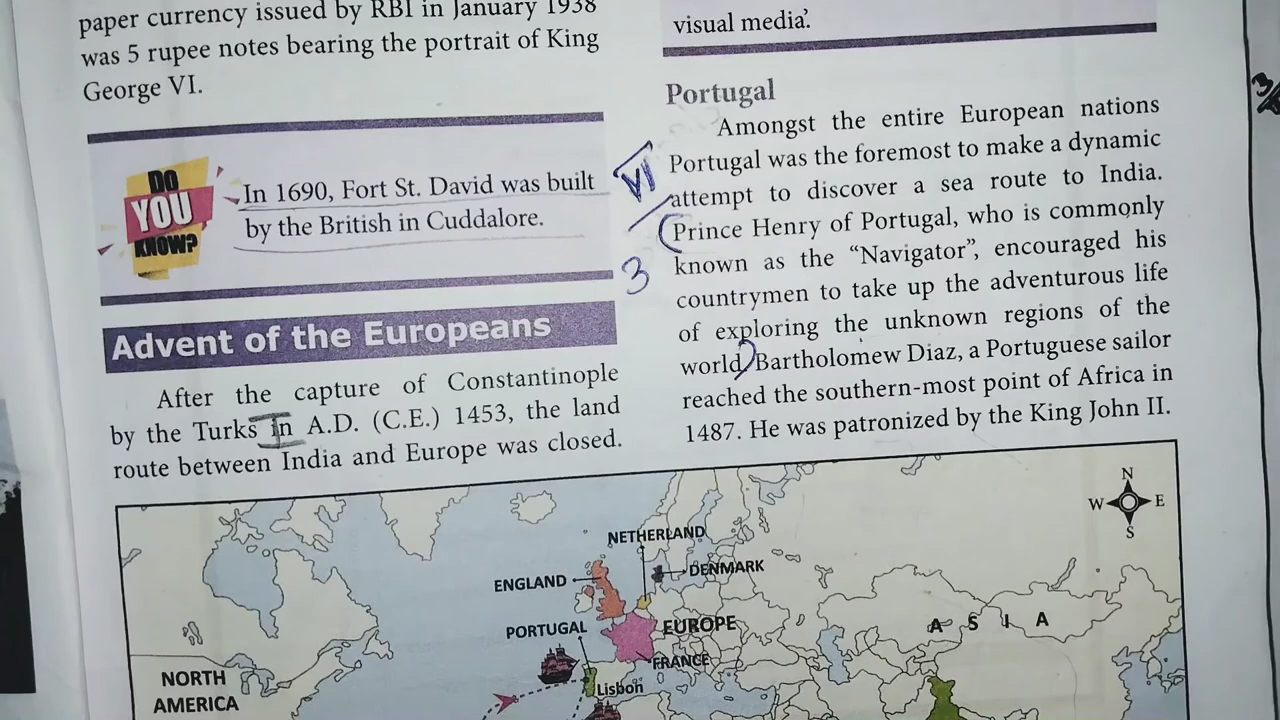 paper currency issued by RBI in January 1938
was 5 rupee notes bearing the portrait of King
George VI.
DO
YOU
KNOW?
In 1690, Fort St. David was built
by the British in Cuddalore.
Advent of the Europeans
After the capture of Constantinople
by the Turks in A.D. (C.E.) 1453, the land
route between India and Europe was closed.
visual media'.
Portugal
Amongst the entire European nations
VI
Portugal was the foremost to make a dynamic
attempt to discover a sea route to India.
Prince Henry of Portugal, who is commonly
3
known as the “Navigator”, encouraged his
countrymen to take up the adventurous life
of exploring the unknown regions of the
world. Bartholomew Diaz, a Portuguese sailor
reached the southern-most point of Africa in
1487. He was patronized by the King John II.
N
W E
S
NETHERLAND
DENMARK
ENGLAND
PORTUGAL
EUROPE
ASIA
FRANCE
Lisbon
NORTH
AMERICA